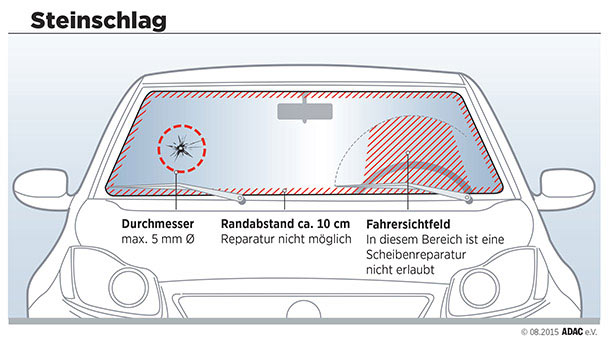 Steinschlag
Durchmesser
max. 5 mm Ø
Randabstand ca. 10 cm
Reparatur nicht möglich
Fahrersichtfeld
In diesem Bereich ist eine
Scheibenreparatur
nicht erlaubt
© 08.2015 ADAC e.V.